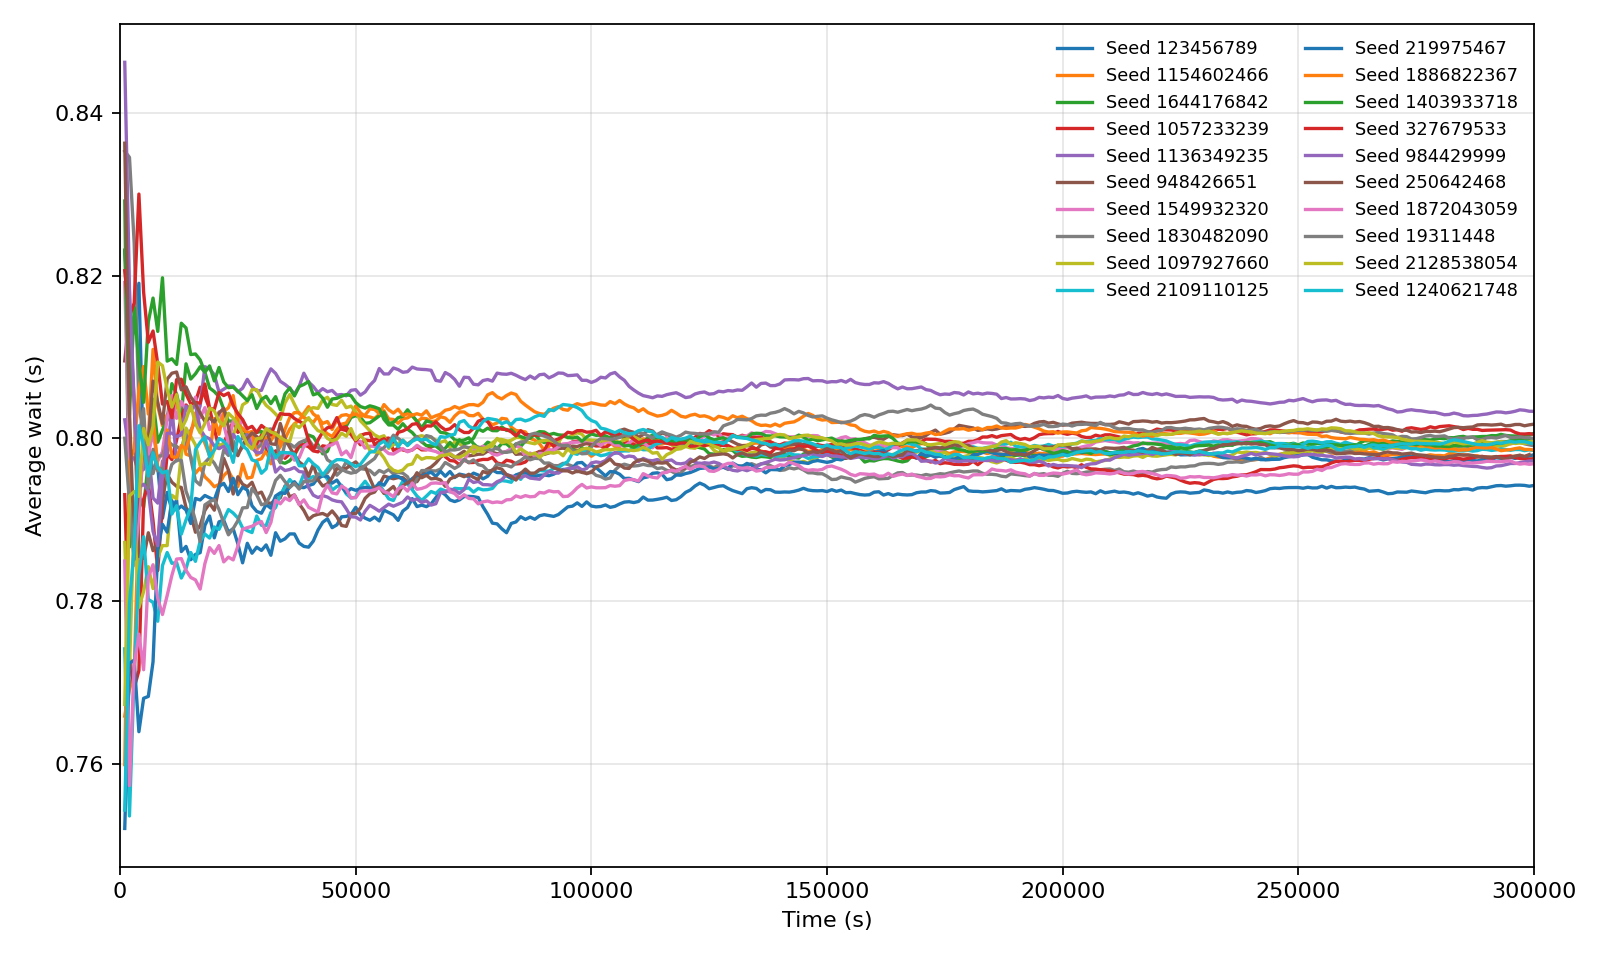 0.84
0.82
0.80
0.78
0.76
Average wait (s)
0
50000
100000
150000
200000
250000
300000
Time (s)
Seed 123456789
Seed 1154602466
Seed 1644176842
Seed 1057233239
Seed 1136349235
Seed 948426651
Seed 1549932320
Seed 1830482090
Seed 1097927660
Seed 2109110125
Seed 219975467
Seed 1886822367
Seed 1403933718
Seed 327679533
Seed 984429999
Seed 250642468
Seed 1872043059
Seed 19311448
Seed 2128538054
Seed 1240621748